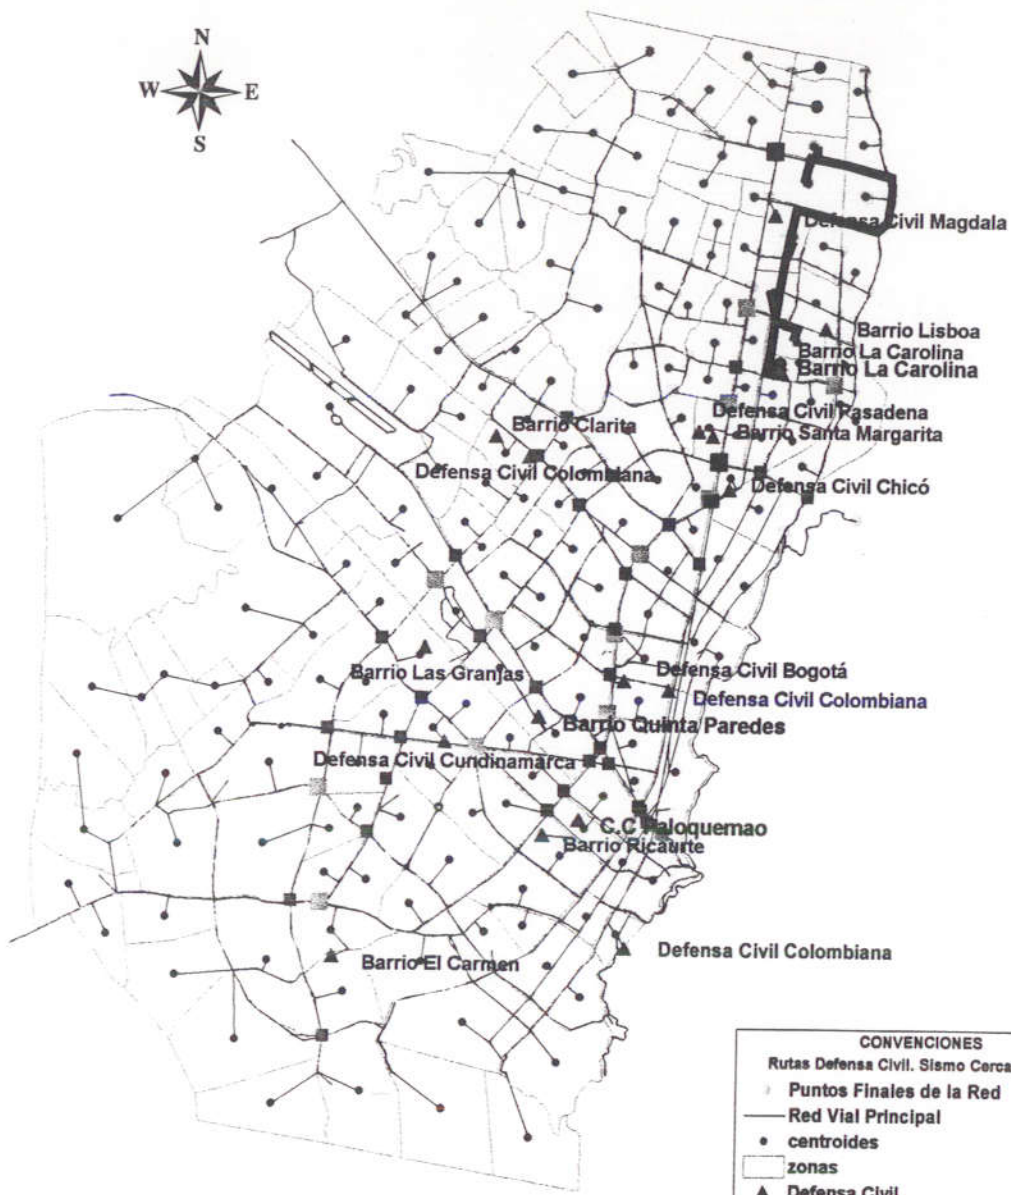 N
W E
S
Defensa Civil Magdala
Barrio Lisboa
Barrio La Carolina
Barrio La Carolina
Defensa Civil Pasadena
Barrio Clarita
Barrio Santa Margarita
Defensa Civil Colombiana
Defensa Civil Chicó
Defensa Civil Bogotá
Barrio Las Granjas
Defensa Civil Colombiana
Barrio Quinta Paredes
Defensa Civil Cundinamarca
C.C Paloquemao
Barrio Ricaurte
Defensa Civil Colombiana
Barrio El Carmen
CONVENCIONES
Rutas Defensa Civil. Sismo Cerca
Puntos Finales de la Red
Red Vial Principal
centroides
zonas
Defensa Civil